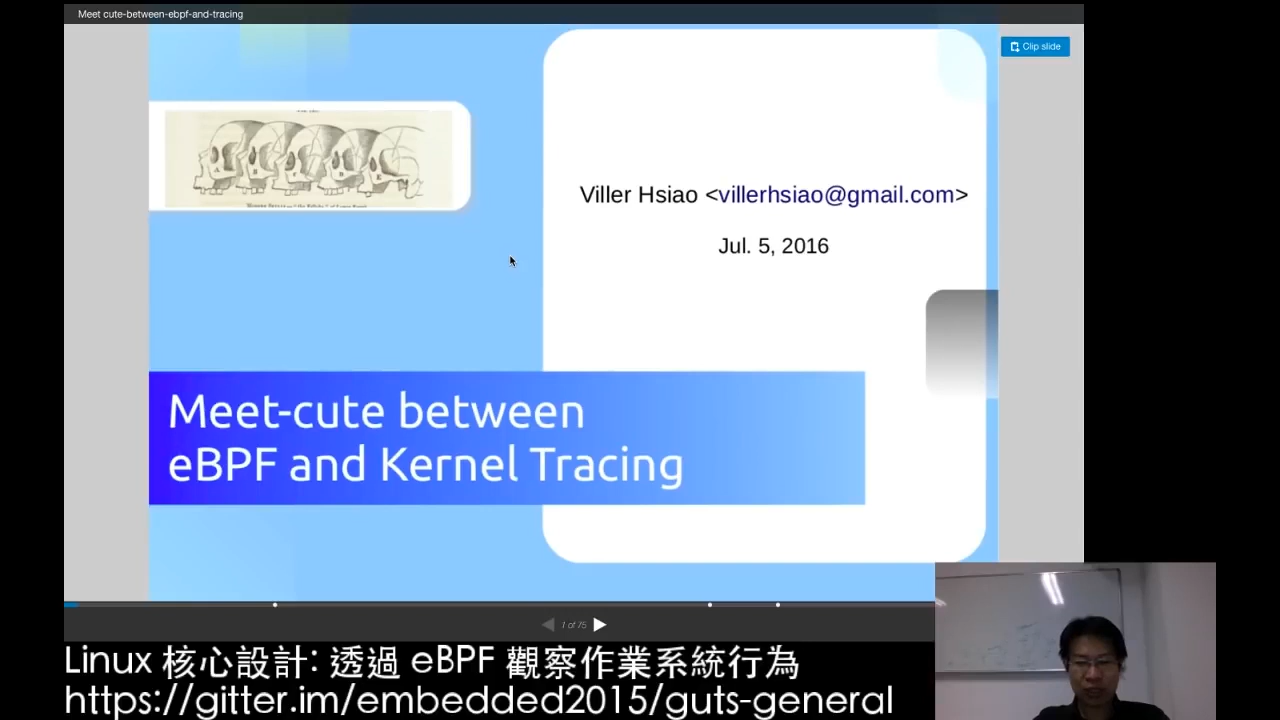 Meet cute-between-ebpf-and-tracing
Clip slide
Viller Hsiao <villerhsiao@gmail.com>
Jul. 5, 2016
Meet-cute between
eBPF and Kernel Tracing
1 of 75
Linux 核心設計: 透過 eBPF 觀察作業系統行為
https://gitter.im/embedded2015/guts-general